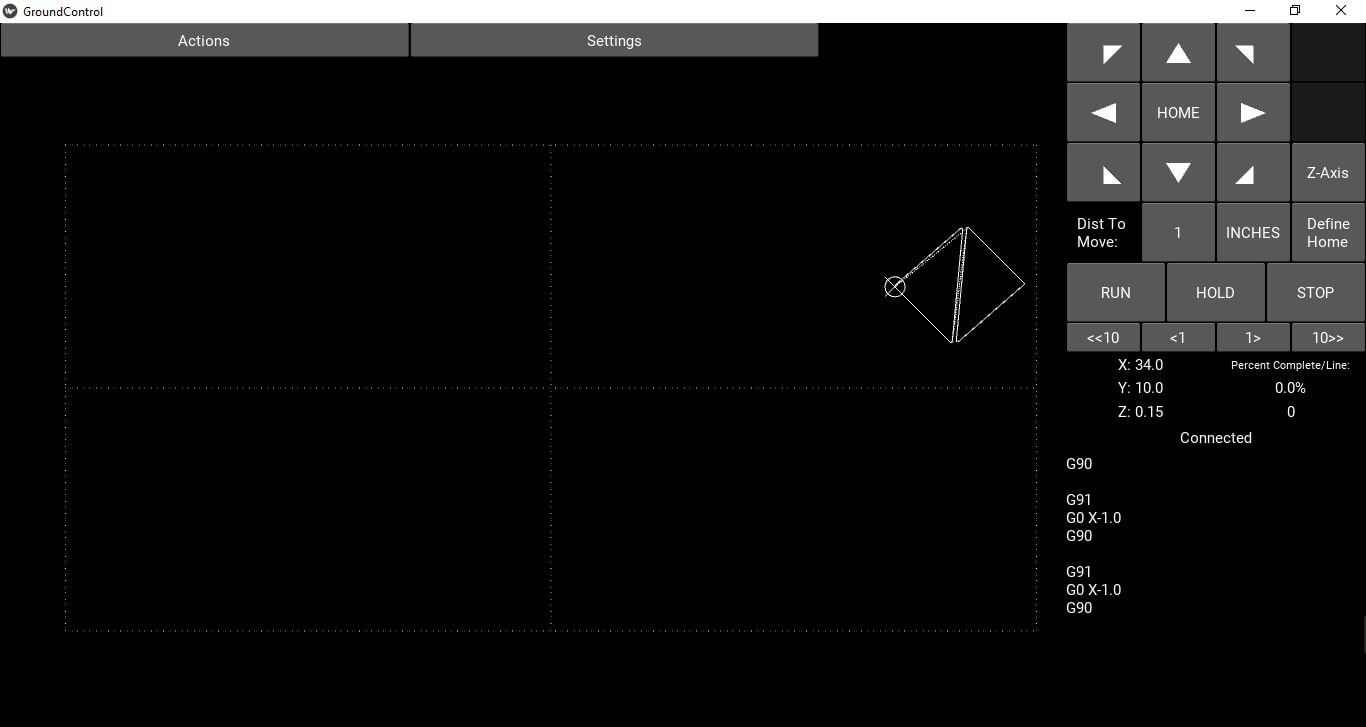 GroundControl
Actions
Settings
HOME
Z-Axis
Dist To
Move:
1
INCHES
Define
Home
RUN
HOLD
STOP
<<10
<1
1>
10>>
X: 34.0
Percent Complete/Line:
Y: 10.0
0.0%
Z: 0.15
0
Connected
G90
G91
G0 X-1.0
G90
G91
G0 X-1.0
G90